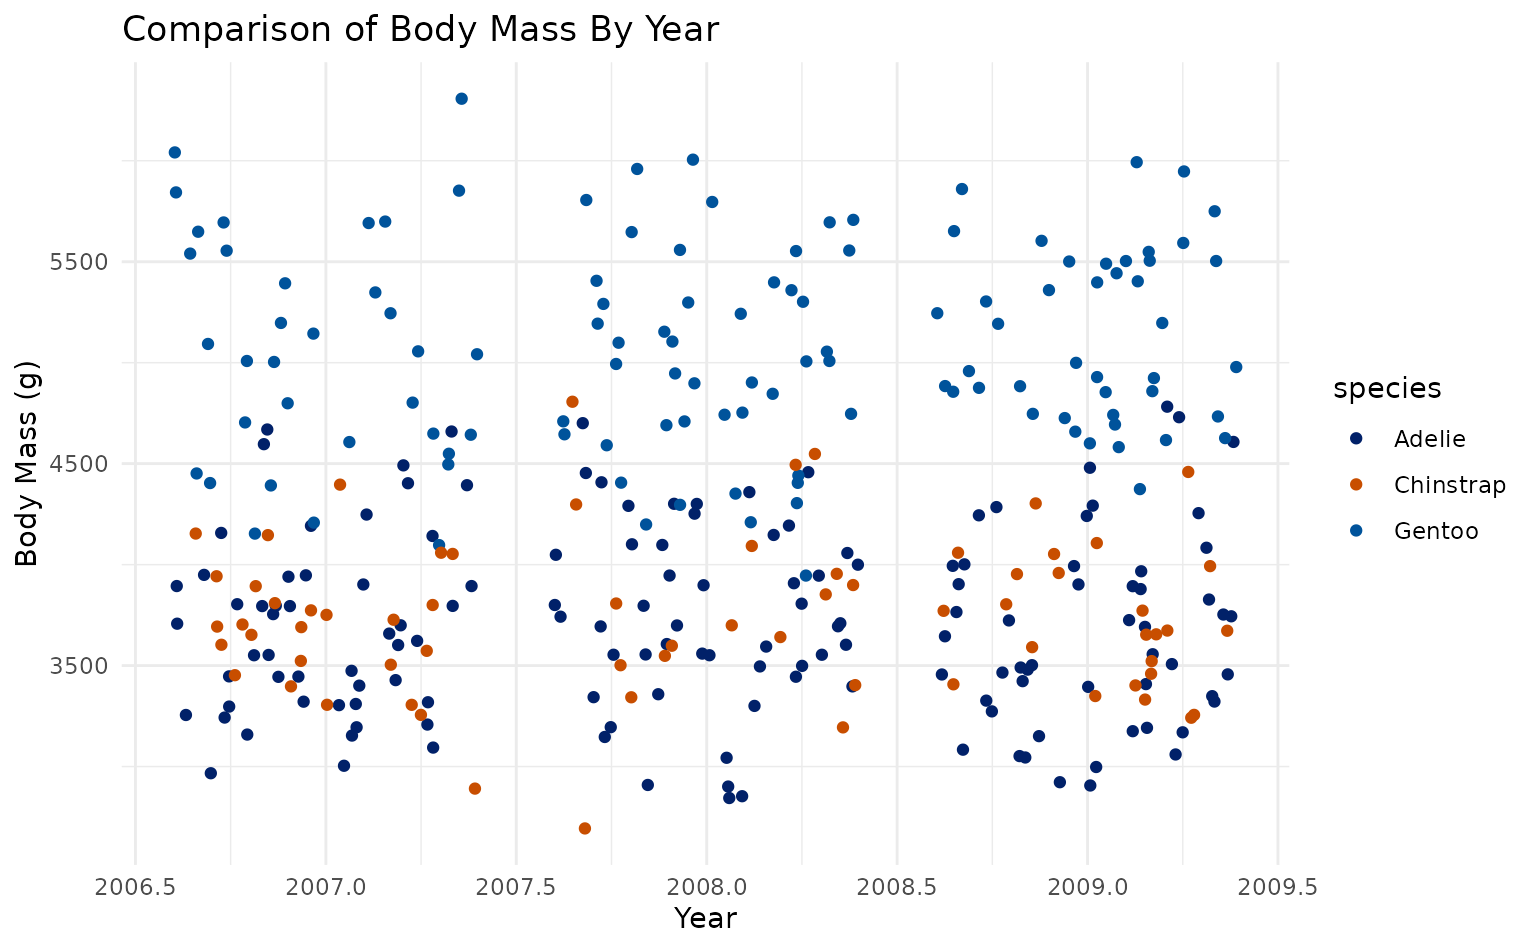 Comparison of Body Mass By Year
Body Mass (g)
5500
4500
3500
2006.5 2007.0 2007.5 2008.0 2008.5 2009.0 2009.5
Year
species
Adelie
Chinstrap
Gentoo